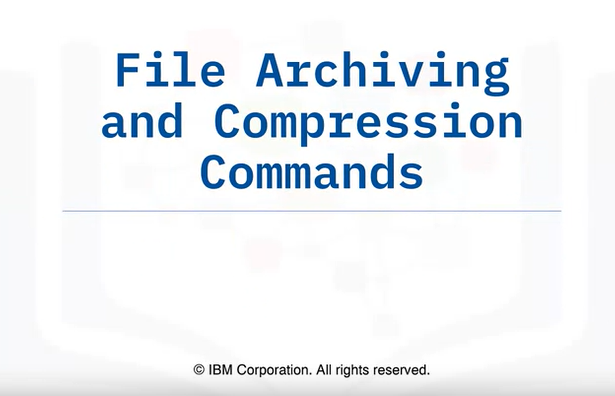 File Archiving
and Compression
Commands
© IBM Corporation. All rights reserved.